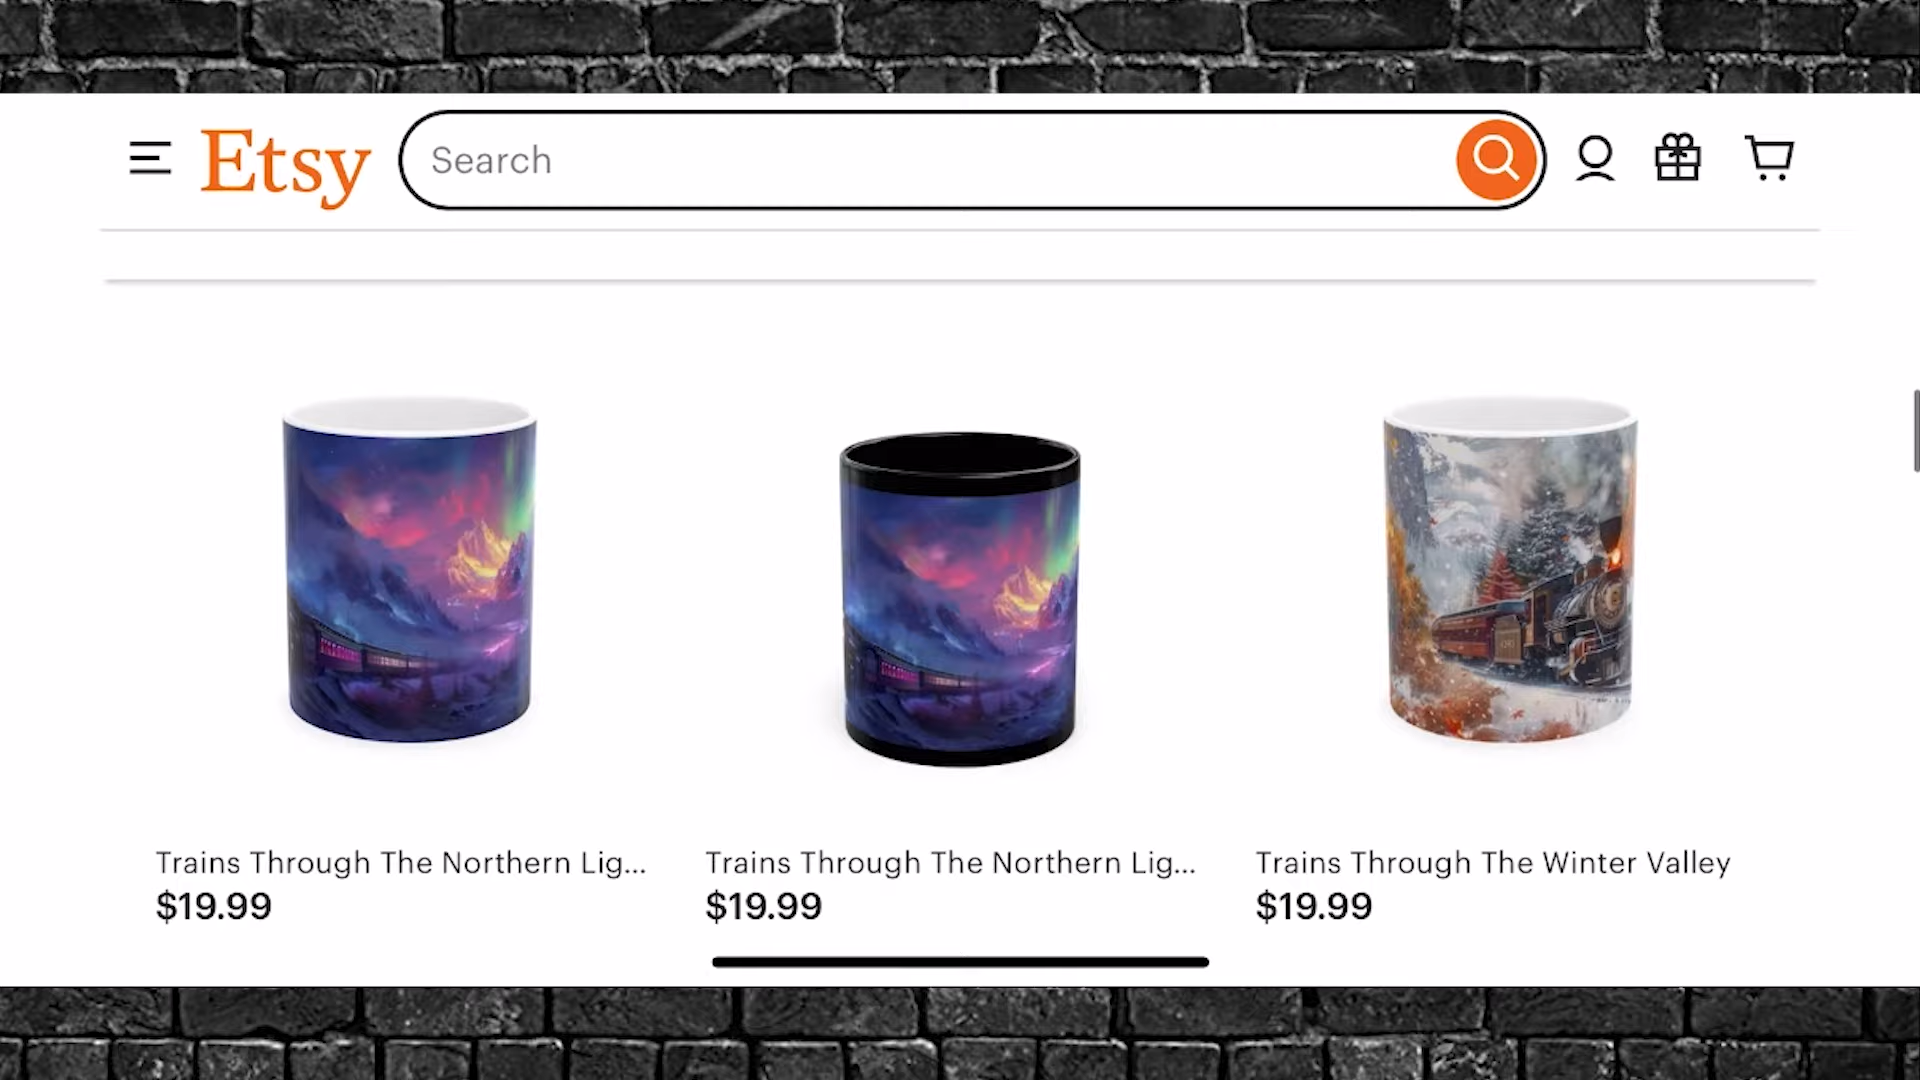 Etsy
Search
Trains Through The Northern Lig...
$19.99
Trains Through The Northern Lig...
$19.99
Trains Through The Winter Valley
$19.99